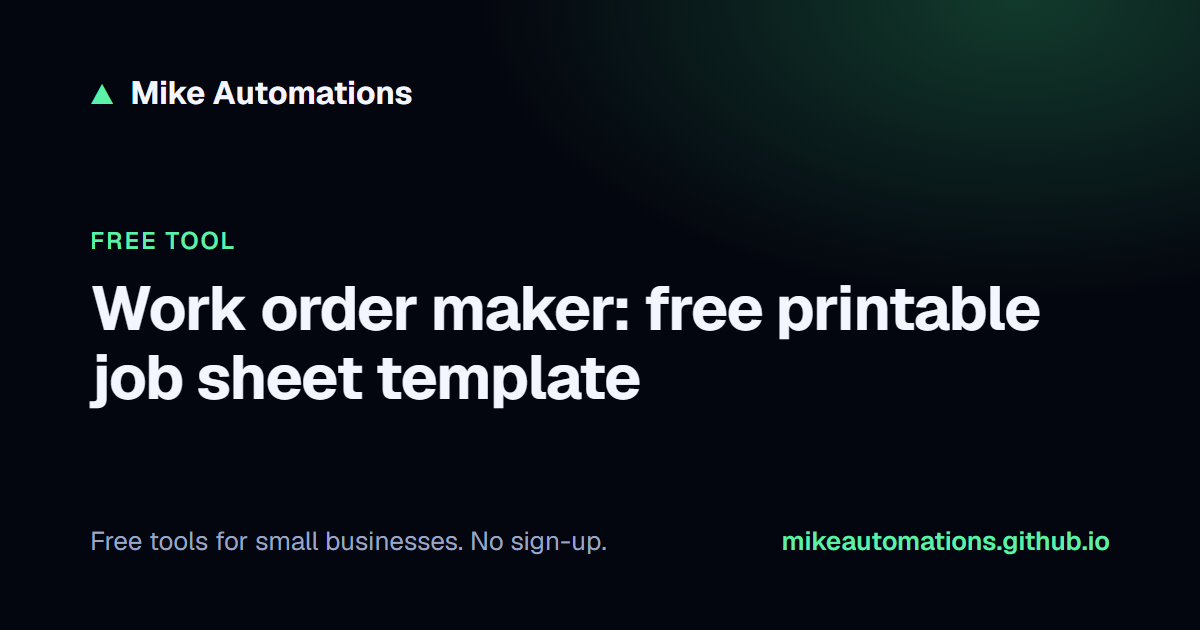 Mike Automations
FREE TOOL
Work order maker: free printable
job sheet template
Free tools for small businesses. No sign-up.
mikeautomations.github.io